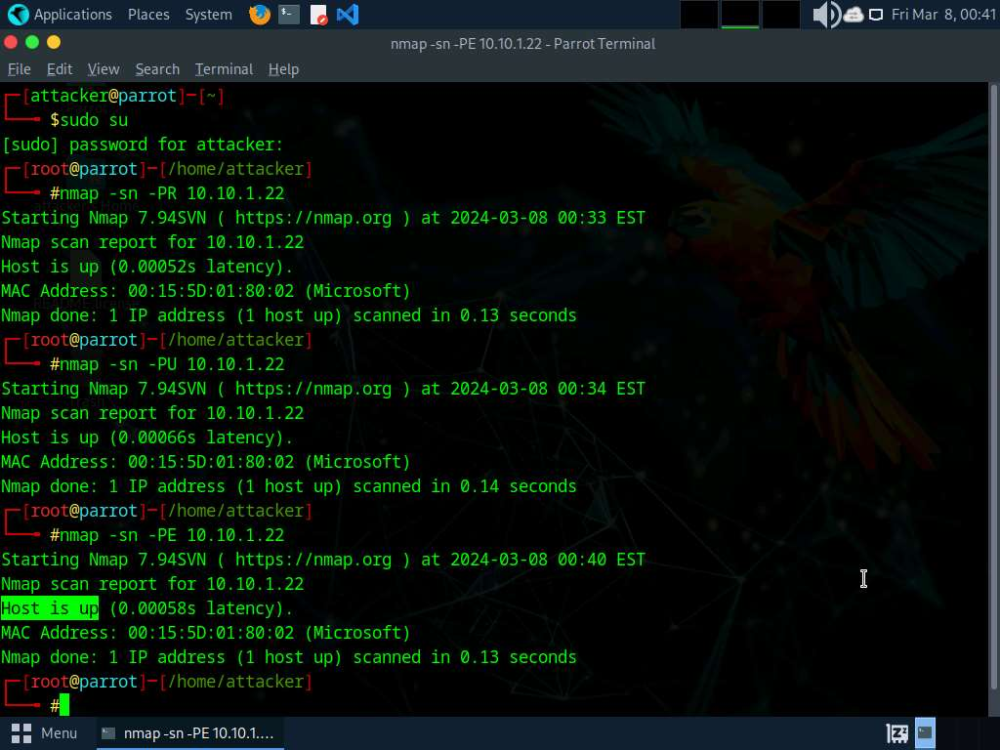 Applications Places System Fri Mar 8, 00:41
nmap -sn -PE 10.10.1.22 - Parrot Terminal
File Edit View Search Terminal Help
┌─[attacker@parrot]─[~]
└──╼ $sudo su
[sudo] password for attacker:
┌─[root@parrot]─[/home/attacker]
└──╼ #nmap -sn -PR 10.10.1.22
Starting Nmap 7.94SVN ( https://nmap.org ) at 2024-03-08 00:33 EST
Nmap scan report for 10.10.1.22
Host is up (0.00052s latency).
MAC Address: 00:15:5D:01:80:02 (Microsoft)
Nmap done: 1 IP address (1 host up) scanned in 0.13 seconds
┌─[root@parrot]─[/home/attacker]
└──╼ #nmap -sn -PU 10.10.1.22
Starting Nmap 7.94SVN ( https://nmap.org ) at 2024-03-08 00:34 EST
Nmap scan report for 10.10.1.22
Host is up (0.00066s latency).
MAC Address: 00:15:5D:01:80:02 (Microsoft)
Nmap done: 1 IP address (1 host up) scanned in 0.14 seconds
┌─[root@parrot]─[/home/attacker]
└──╼ #nmap -sn -PE 10.10.1.22
Starting Nmap 7.94SVN ( https://nmap.org ) at 2024-03-08 00:40 EST
Nmap scan report for 10.10.1.22
Host is up (0.00058s latency).
MAC Address: 00:15:5D:01:80:02 (Microsoft)
Nmap done: 1 IP address (1 host up) scanned in 0.13 seconds
┌─[root@parrot]─[/home/attacker]
└──╼ #
Menu nmap -sn -PE 10.10.1....